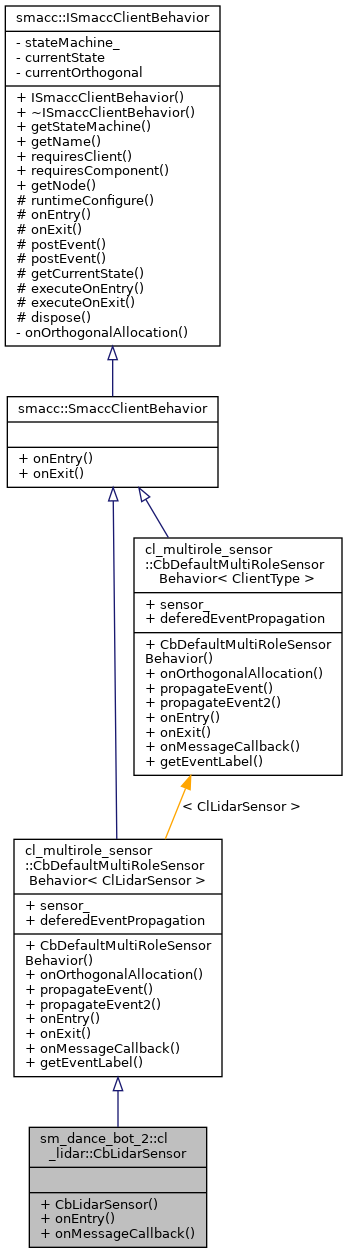 smacc::ISmaccClientBehavior
- stateMachine_
- currentState
- currentOrthogonal
+ ISmaccClientBehavior()
+ ~ISmaccClientBehavior()
+ getStateMachine()
+ getName()
+ requiresClient()
+ requiresComponent()
+ getNode()
# runtimeConfigure()
# onEntry()
# onExit()
# postEvent()
# postEvent()
# getCurrentState()
# executeOnEntry()
# executeOnExit()
# dispose()
- onOrthogonalAllocation()
smacc::SmaccClientBehavior
+ onEntry()
+ onExit()
cl_multirole_sensor
::CbDefaultMultiRoleSensor
Behavior< ClientType >
+ sensor_
+ deferedEventPropagation
+ CbDefaultMultiRoleSensor
Behavior()
+ onOrthogonalAllocation()
+ propagateEvent()
+ propagateEvent2()
+ onEntry()
+ onExit()
+ onMessageCallback()
+ getEventLabel()
< ClLidarSensor >
cl_multirole_sensor
::CbDefaultMultiRoleSensor
Behavior< ClLidarSensor >
+ sensor_
+ deferedEventPropagation
+ CbDefaultMultiRoleSensor
Behavior()
+ onOrthogonalAllocation()
+ propagateEvent()
+ propagateEvent2()
+ onEntry()
+ onExit()
+ onMessageCallback()
+ getEventLabel()
sm_dance_bot_2::cl
_lidar::CbLidarSensor
+ CbLidarSensor()
+ onEntry()
+ onMessageCallback()